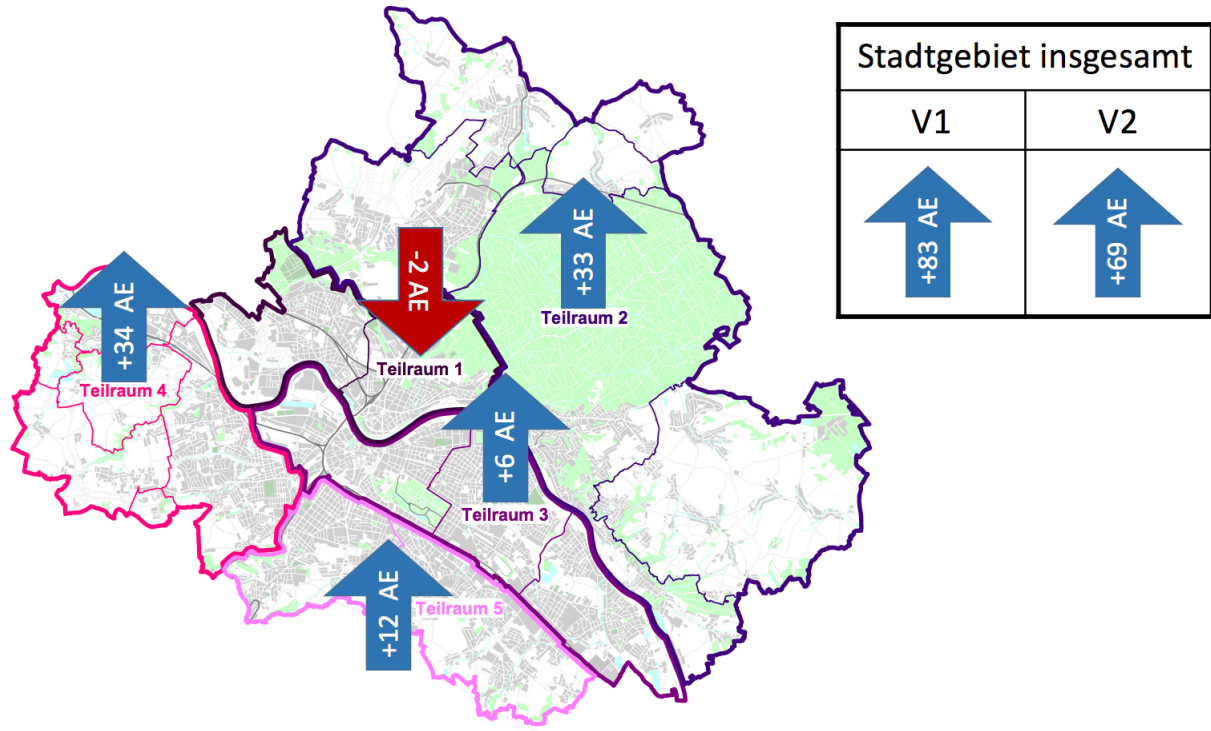 Stadtgebiet insgesamt
V1 V2
+83 AE
+69 AE
+33 AE
Teilraum 2
-2 AE
Teilraum 1
+34 AE
Teilraum 4
+ 6 AE
Teilraum 3
+12 AE
Teilraum 5